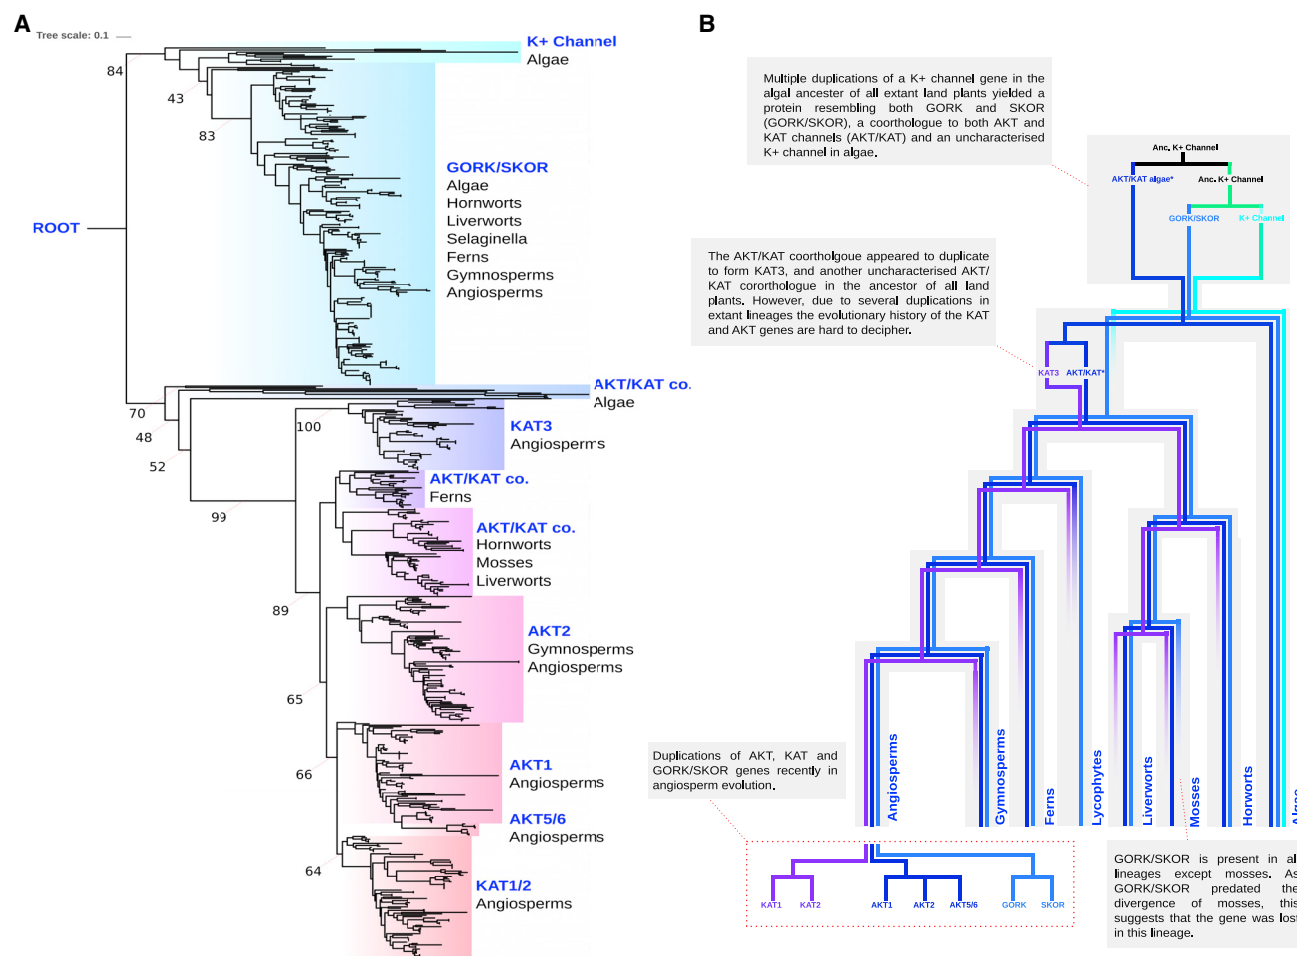 A
Tree scale: 0.1
84
43
83
ROOT
70
48
52
100
99
89
65
66
64
K+ Channel
Algae
GORK/SKOR
Algae
Hornworts
Liverworts
Selaginella
Ferns
Gymnosperms
Angiosperms
AKT/KAT co.
Algae
KAT3
Angiosperms
AKT/KAT co.
Ferns
AKT/KAT co.
Hornworts
Mosses
Liverworts
AKT2
Gymnosperms
Angiosperms
AKT1
Angiosperms
AKT5/6
Angiosperms
KAT1/2
Angiosperms
B
Multiple duplications of a K+ channel gene in the
algal ancester of all extant land plants yielded a
protein resembling both GORK and SKOR
(GORK/SKOR), a coorthologue to both AKT and
KAT channels (AKT/KAT) and an uncharacterised
K+ channel in algae.
Anc. K+ Channel
AKT/KAT algae*
Anc. K+ Channel
GORK/SKOR
K+ Channel
The AKT/KAT coorthlgoue appeared to duplicate
to form KAT3, and another uncharacterised AKT/
KAT cororthologue in the ancestor of all land
plants. However, due to several duplications in
extant lineages the evolutionary history of the KAT
and AKT genes are hard to decipher.
KAT3
AKT/KAT*
Angiosperms
Gymnosperms
Ferns
Lycophytes
Liverworts
Mosses
Horworts
Algae
Duplications of AKT, KAT and
GORK/SKOR genes recently in
angiosperm evolution.
KAT1
KAT2
AKT1
AKT2
AKT5/6
GORK
SKOR
GORK/SKOR is present in al
lineages except mosses. As
GORK/SKOR predated the
divergence of mosses, this
suggests that the gene was lost
in this lineage.